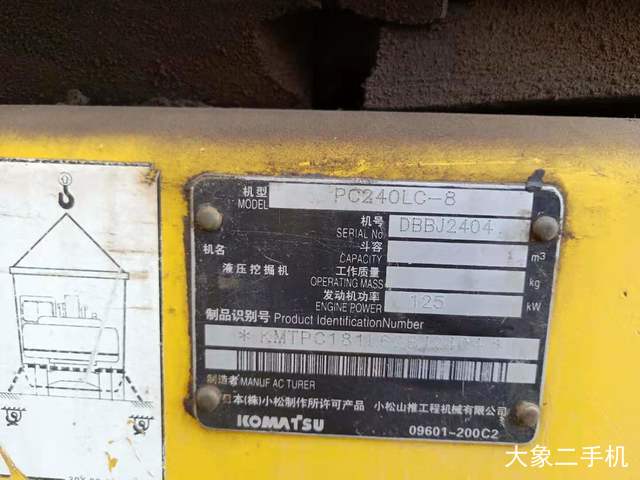 机型 MODEL PC240LC-8
机号 SERIAL No. DBBJ2404
斗容 CAPACITY m³
机名 液压挖掘机
工作质量 OPERATING MASS kg
发动机功率 ENGINE POWER 125 kW
制品识别号 Product IdentificationNumber
制造者 MANUFACTURER
日本(株)小松制作所许可产品 小松山推工程机械有限公司
KOMATSU 09601-200C2
大象二手机